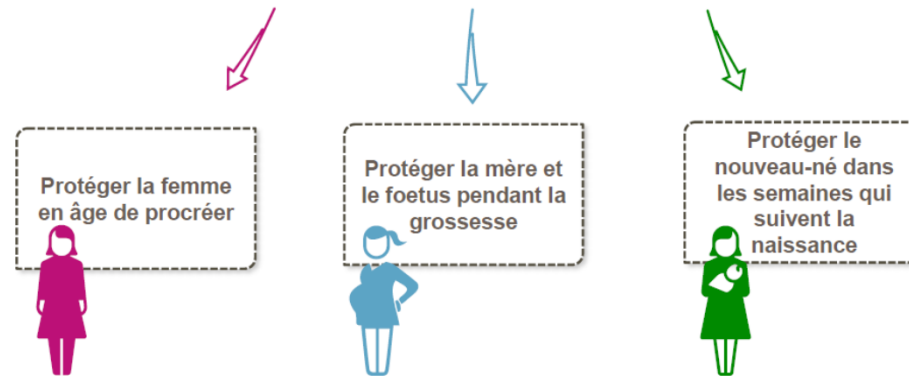 Protéger la femme
en âge de procréer
Protéger la mère et
le foetus pendant la
grossesse
Protéger le
nouveau-né dans
les semaines qui
suivent la
naissance